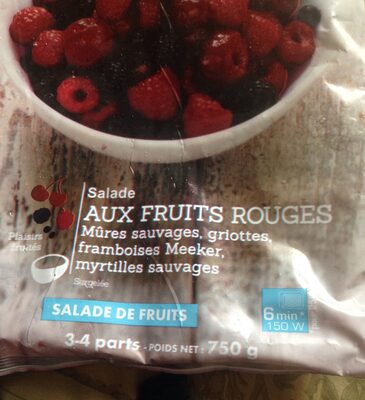 Salade
AUX FRUITS ROUGES
Mûres sauvages, griottes,
framboises Meeker,
myrtilles sauvages
Plaisirs
fruités
Surgelée
SALADE DE FRUITS
6 min*
150 W
3-4 parts - POIDS NET : 750 g